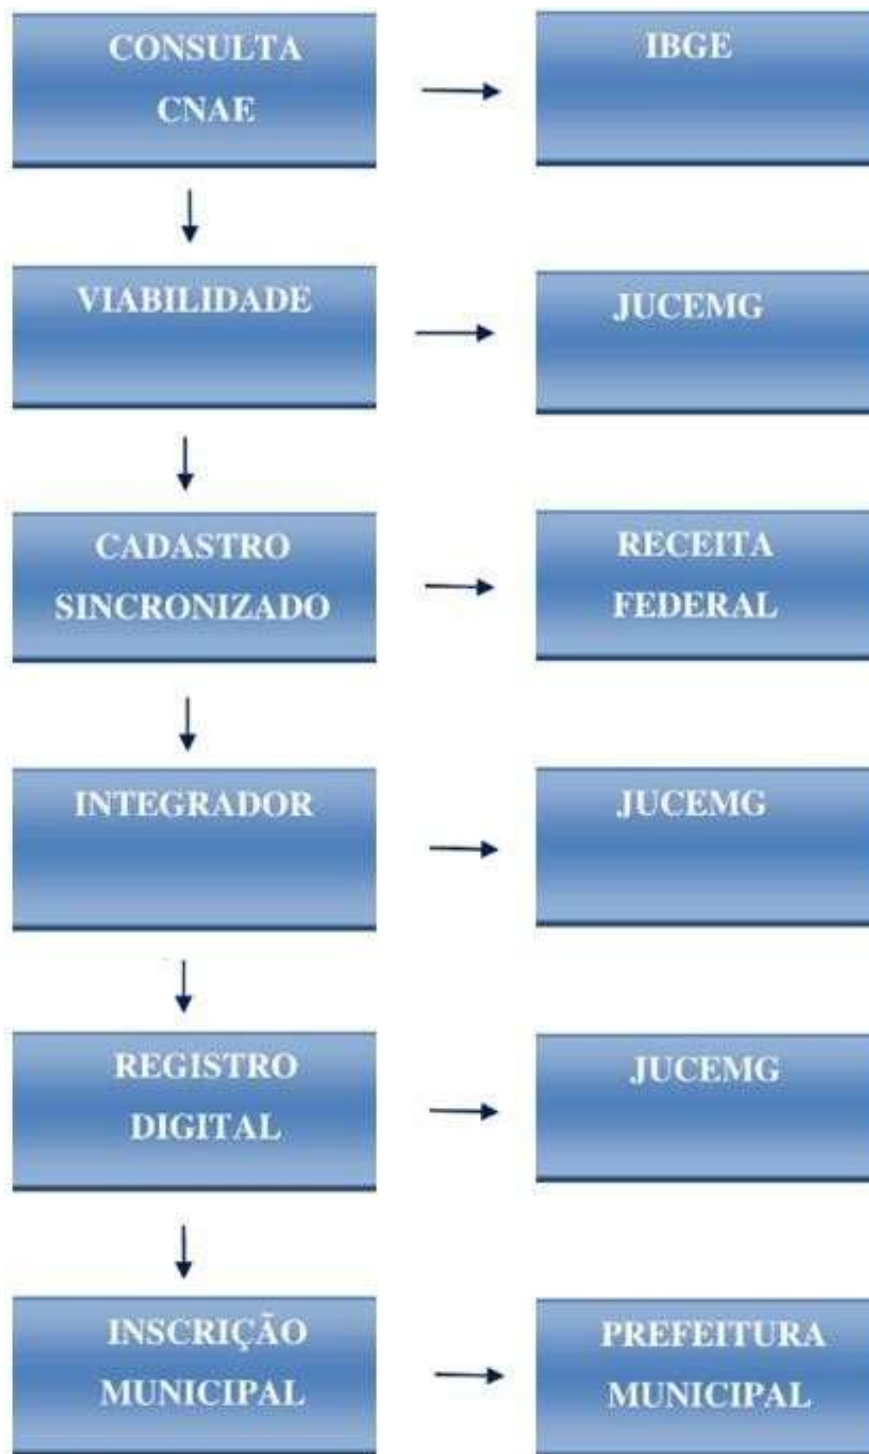 CONSULTA
CNAE
IBGE
VIABILIDADE
JUCEMG
CADASTRO
SINCRONIZADO
RECEITA
FEDERAL
INTEGRADOR
JUCEMG
REGISTRO
DIGITAL
JUCEMG
INSCRIÇÃO
MUNICIPAL
PREFEITURA
MUNICIPAL